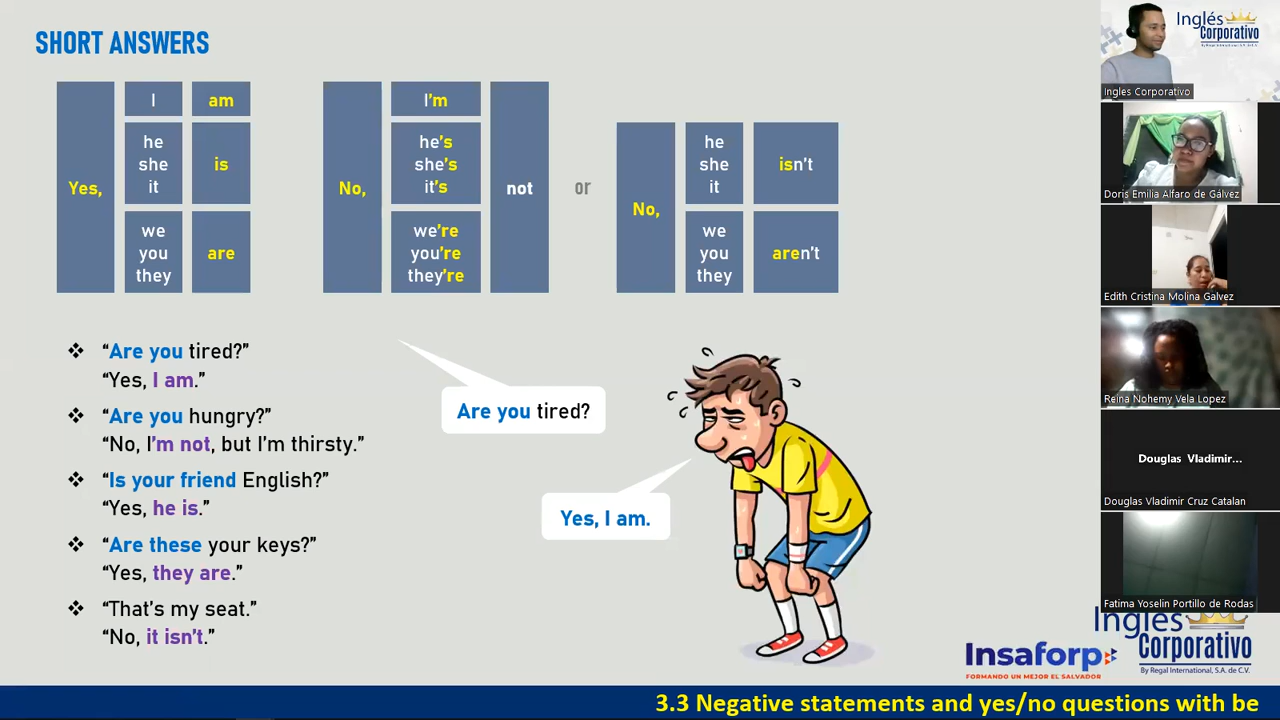 SHORT ANSWERS
Yes,
I
am
he
she
it
is
we
you
they
are
No,
I'm
he's
she's
it's
we're
you're
they're
not
or
No,
he
she
it
isn't
we
you
they
aren't
❖ “Are you tired?”
“Yes, I am.”
❖ “Are you hungry?”
“No, I'm not, but I'm thirsty.”
❖ “Is your friend English?”
“Yes, he is.”
❖ “Are these your keys?”
“Yes, they are.”
❖ “That's my seat.”
“No, it isn't.”
Are you tired?
Yes, I am.
Insaforp
FORMANDO UN MEJOR EL SALVADOR
Inglés
Corporativo
By Regal International, S.A. de C.V.
3.3 Negative statements and yes/no questions with be
Inglés
Corporativo
By Regal International, S.A. de C.V.
Ingles Corporativo
Doris Emilia Alfaro de Gálvez
Edith Cristina Molina Galvez
Reina Nohemy Vela Lopez
Douglas Vladimir...
Douglas Vladimir Cruz Catalan
Fatima Yoselin Portillo de Rodas